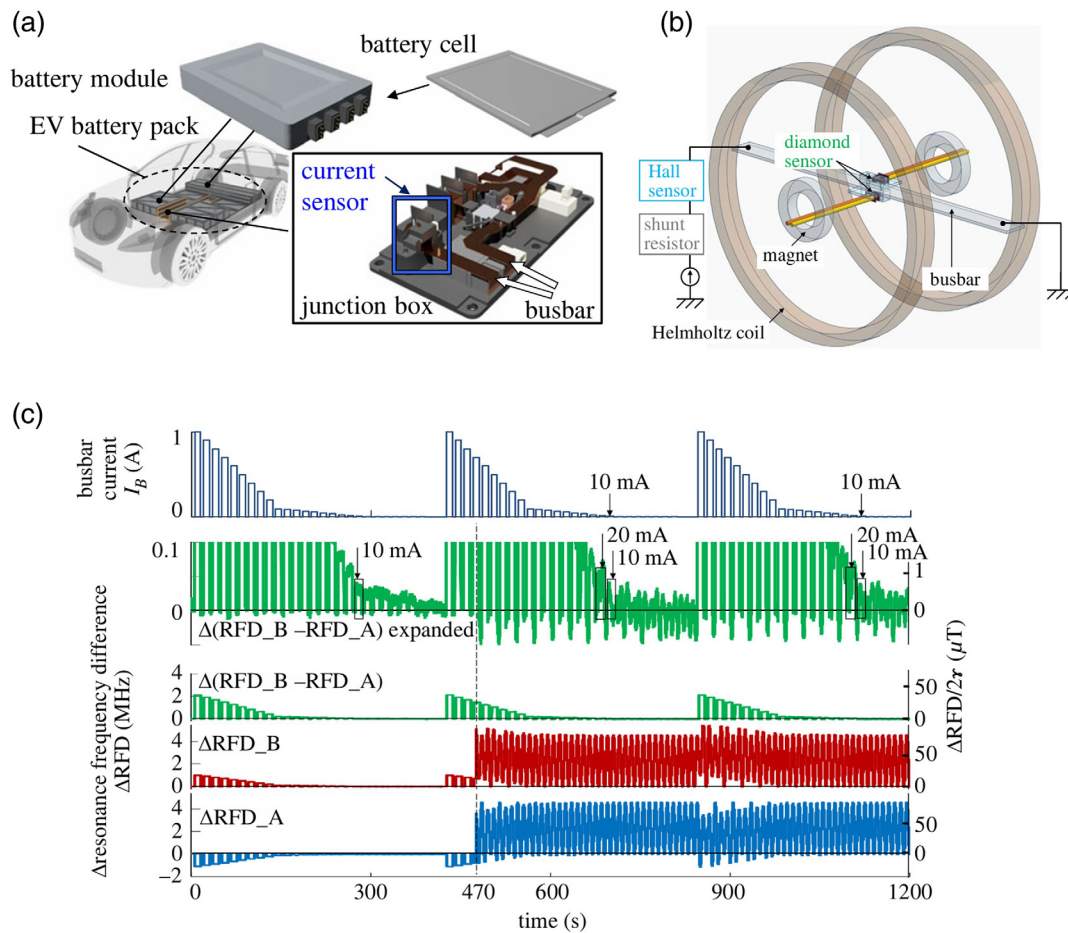 (a)
battery cell
battery module
EV battery pack
current
sensor
junction box
busbar
(b)
diamond
sensor
Hall
sensor
shunt
resistor
magnet
busbar
Helmholtz coil
(c)
busbar
current
I_B (A)
1
0
10 mA
10 mA
Δresonance frequency difference
ΔRFD (MHz)
0.1
0
10 mA
20 mA
10 mA
20 mA
10 mA
1
0
Δ(RFD_B –RFD_A) expanded
4
2
0
Δ(RFD_B –RFD_A)
50
0
4
2
0
ΔRFD_B
50
0
4
2
0
−2
ΔRFD_A
50
0
ΔRFD/2γ (μT)
0
300
470
600
900
1200
time (s)